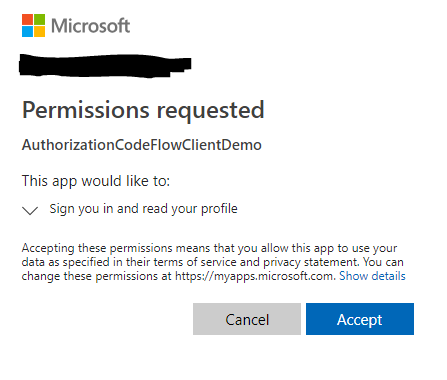 Microsoft
Permissions requested
AuthorizationCodeFlowClientDemo
This app would like to:
Sign you in and read your profile
Accepting these permissions means that you allow this app to use your
data as specified in their terms of service and privacy statement. You can
change these permissions at https://myapps.microsoft.com. Show details
Cancel
Accept